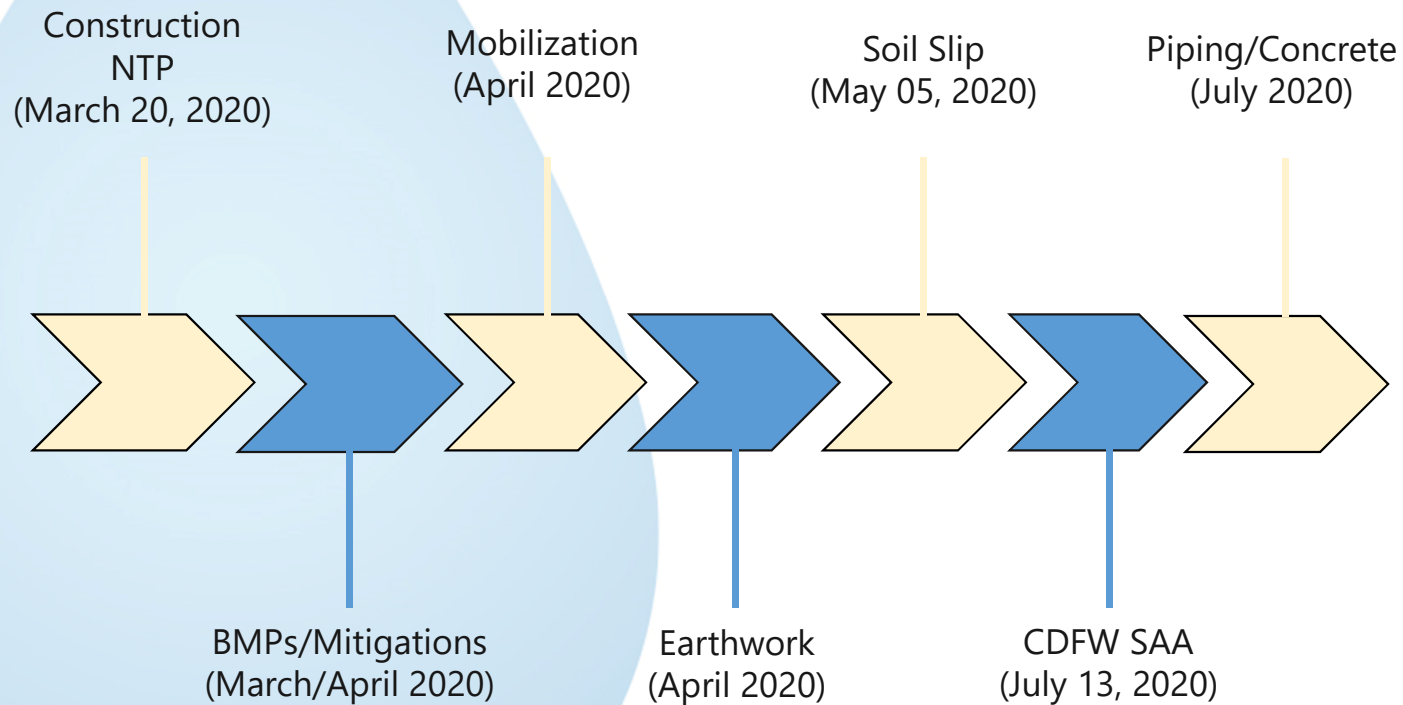 Construction
NTP
(March 20, 2020)
Mobilization
(April 2020)
Soil Slip
(May 05, 2020)
Piping/Concrete
(July 2020)
BMPs/Mitigations
(March/April 2020)
Earthwork
(April 2020)
CDFW SAA
(July 13, 2020)